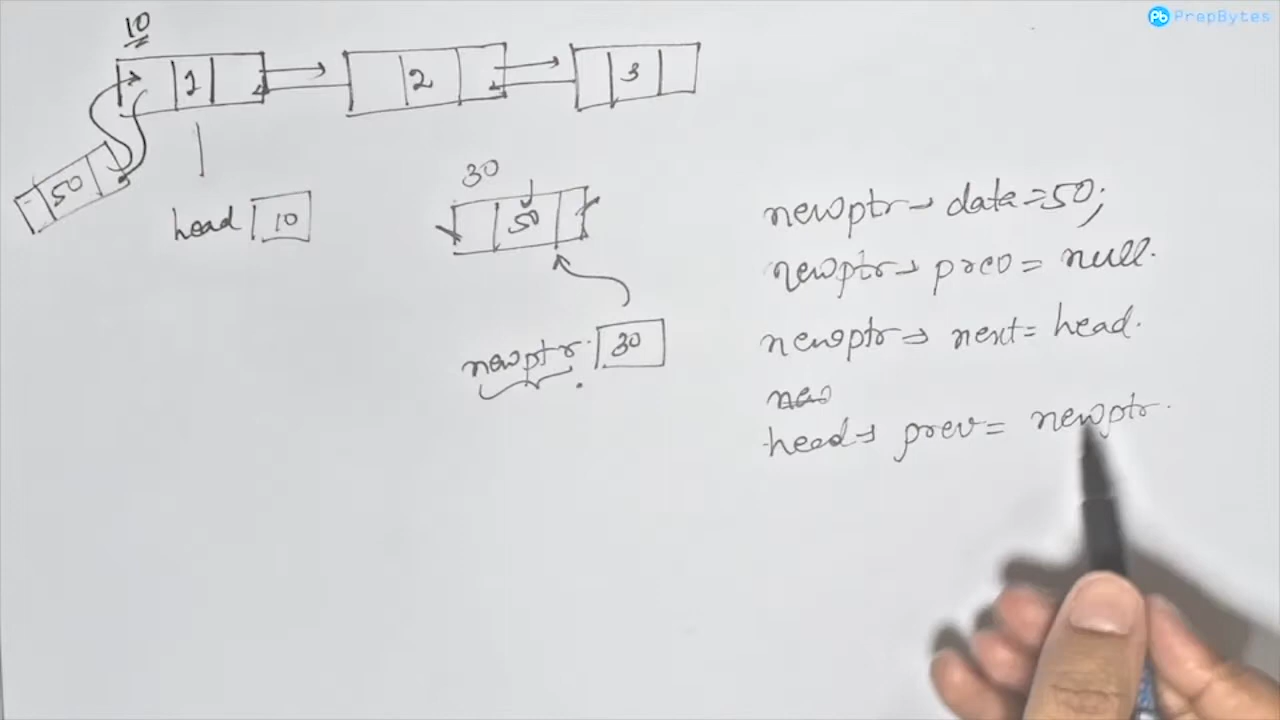 PrepBytes
10
1 2 3
50
head 10
30
50
newptr. 30
newptr→ data=50;
newptr→ prev = null.
newptr→ next= head.
new
head→ prev= newptr.